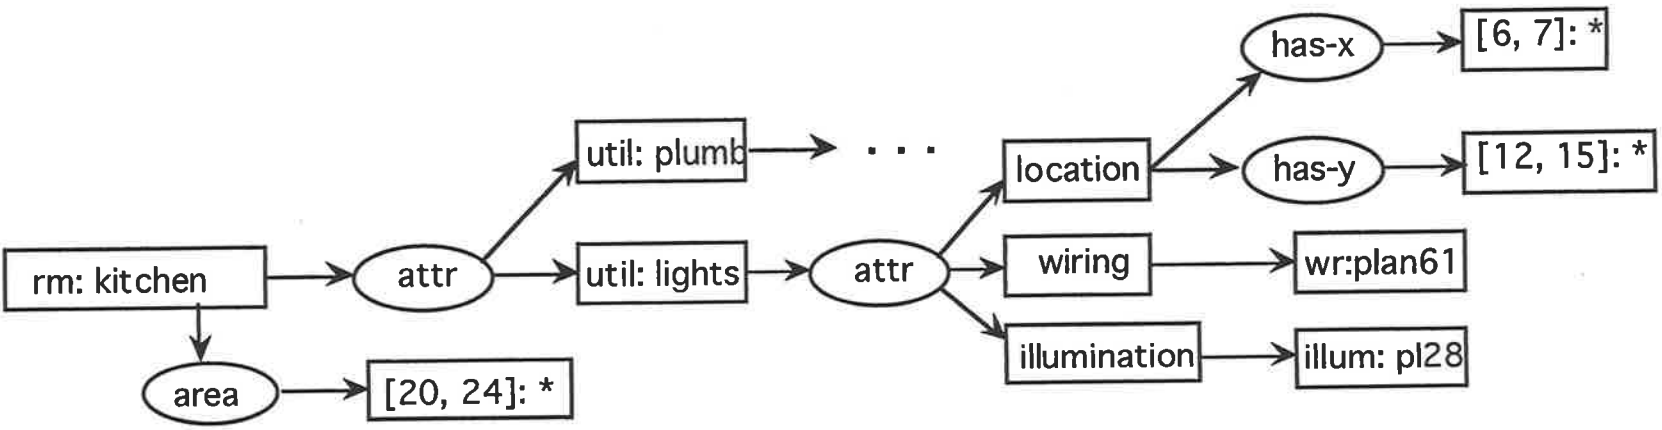 has-x
[6, 7]: *
util: plumb
. . .
location
has-y
[12, 15]: *
rm: kitchen
attr
util: lights
attr
wiring
wr:plan61
illumination
illum: pl28
area
[20, 24]: *